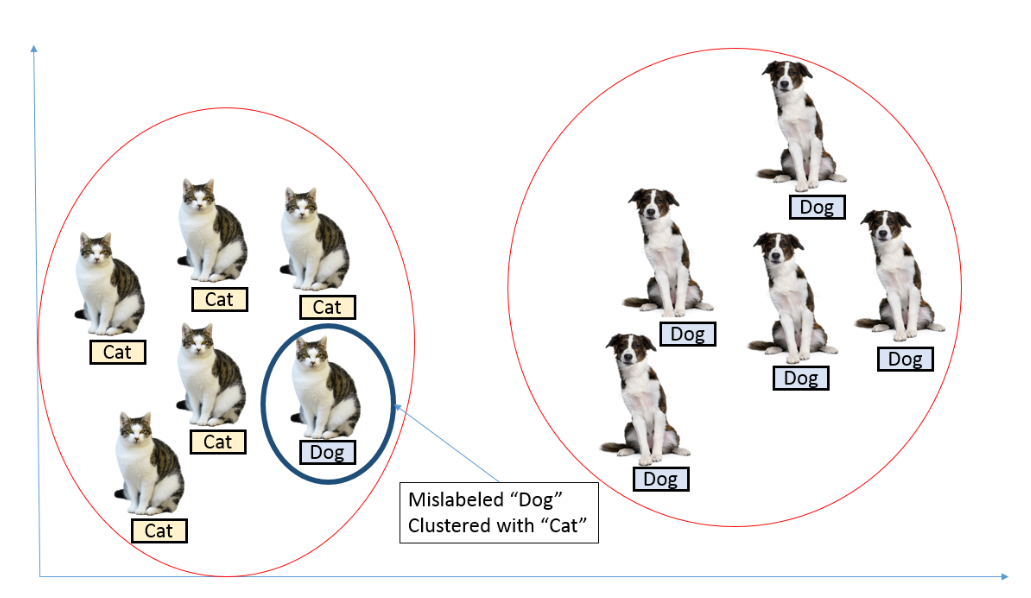 Dog
Cat
Cat
Dog
Cat
Dog
Dog
Cat
Dog
Dog
Mislabeled “Dog”
Clustered with “Cat”
Cat